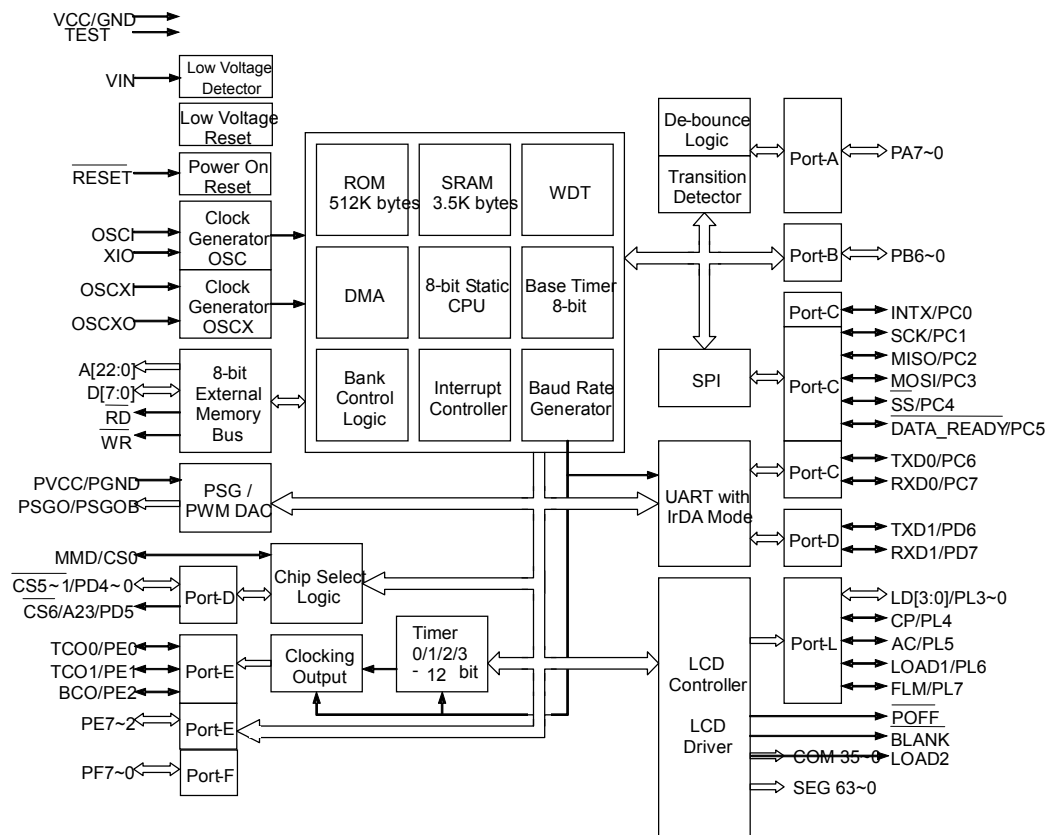 VCC/GND
TEST
VIN
Low Voltage
Detector
Low Voltage
Reset
RESET
Power On
Reset
OSCI
XIO
Clock
Generator
OSC
OSCXI
OSCXO
Clock
Generator
OSCX
A[22:0]
D[7:0]
RD
WR
8-bit
External
Memory
Bus
PVCC/PGND
PSGO/PSGOB
PSG /
PWM DAC
MMD/CS0
CS5~1/PD4~0
CS6/A23/PD5
Port-D
Chip Select
Logic
TCO0/PE0
TCO1/PE1
BCO/PE2
Port-E
Clocking
Output
Timer
0/1/2/3
- 12 bit
PE7~2
Port-E
PF7~0
Port-F
ROM
512K bytes
SRAM
3.5K bytes
WDT
DMA
8-bit Static
CPU
Base Timer
8-bit
Bank
Control
Logic
Interrupt
Controller
Baud Rate
Generator
De-bounce
Logic
Transition
Detector
Port-A
PA7~0
Port-B
PB6~0
Port-C
INTX/PC0
SPI
Port-C
SCK/PC1
MISO/PC2
MOSI/PC3
SS/PC4
DATA_READY/PC5
UART with
IrDA Mode
Port-C
TXD0/PC6
RXD0/PC7
Port-D
TXD1/PD6
RXD1/PD7
LCD
Controller
LCD
Driver
Port-L
LD[3:0]/PL3~0
CP/PL4
AC/PL5
LOAD1/PL6
FLM/PL7
POFF
BLANK
COM 35~0
LOAD2
SEG 63~0